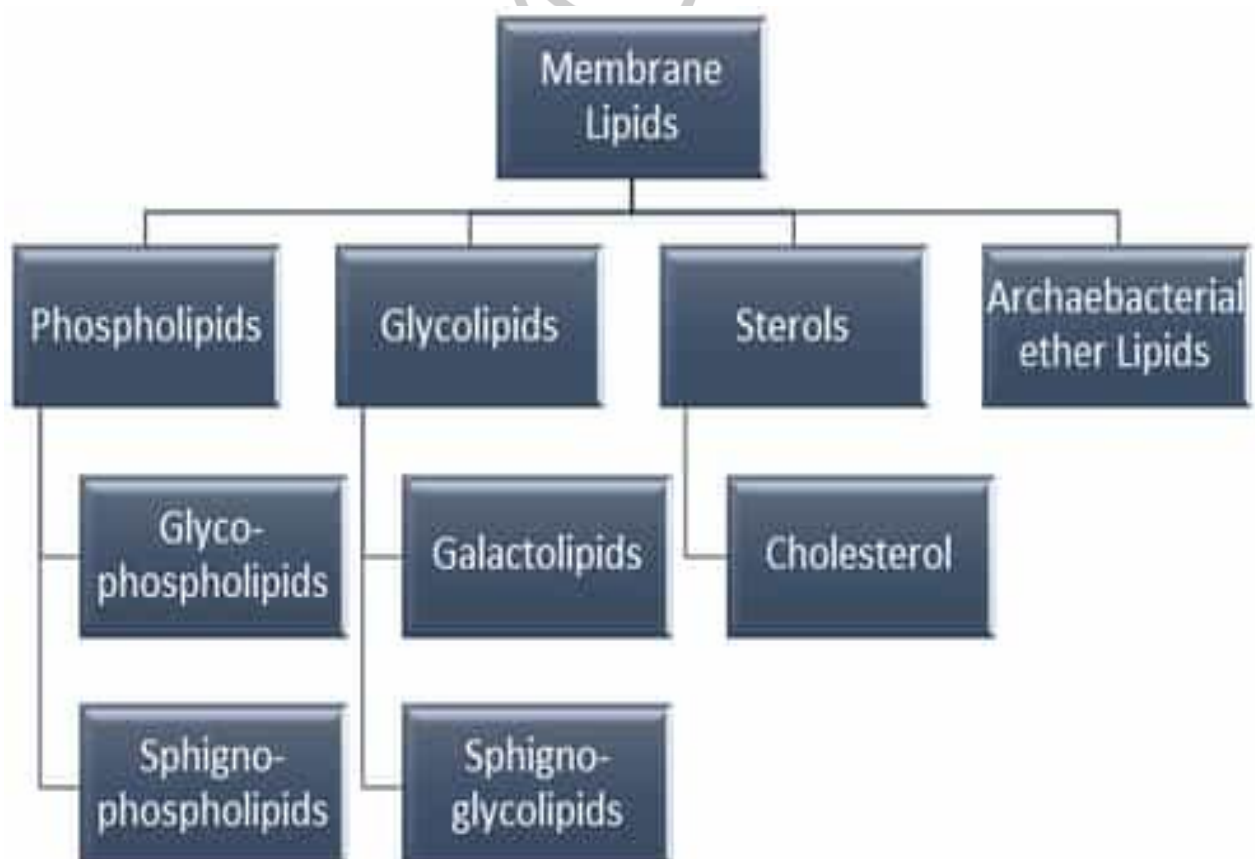 Membrane
Lipids
Phospholipids
Glycolipids
Sterols
Archaebacterial
ether Lipids
Glyco-
phospholipids
Galactolipids
Cholesterol
Sphigno-
phospholipids
Sphigno-
glycolipids